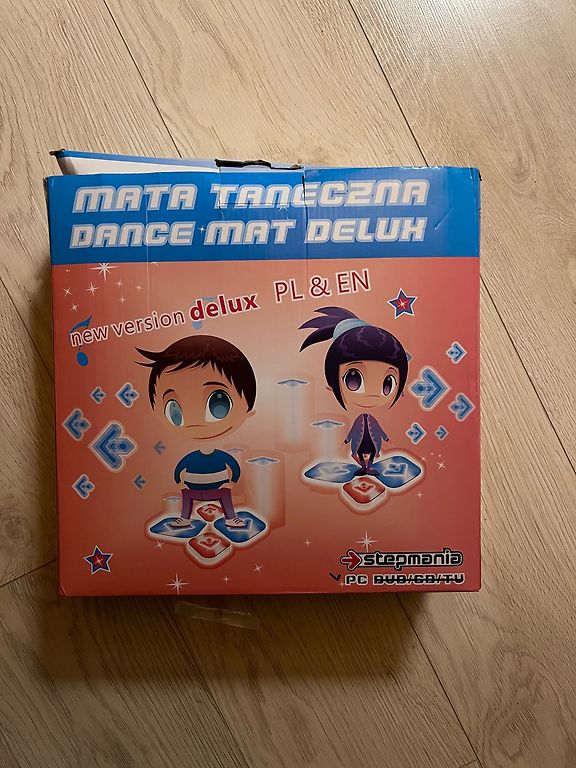 MATA TANECZNA
DANCE MAT DELUX
new version delux PL & EN
stepmania
PC DVD/CD/TV